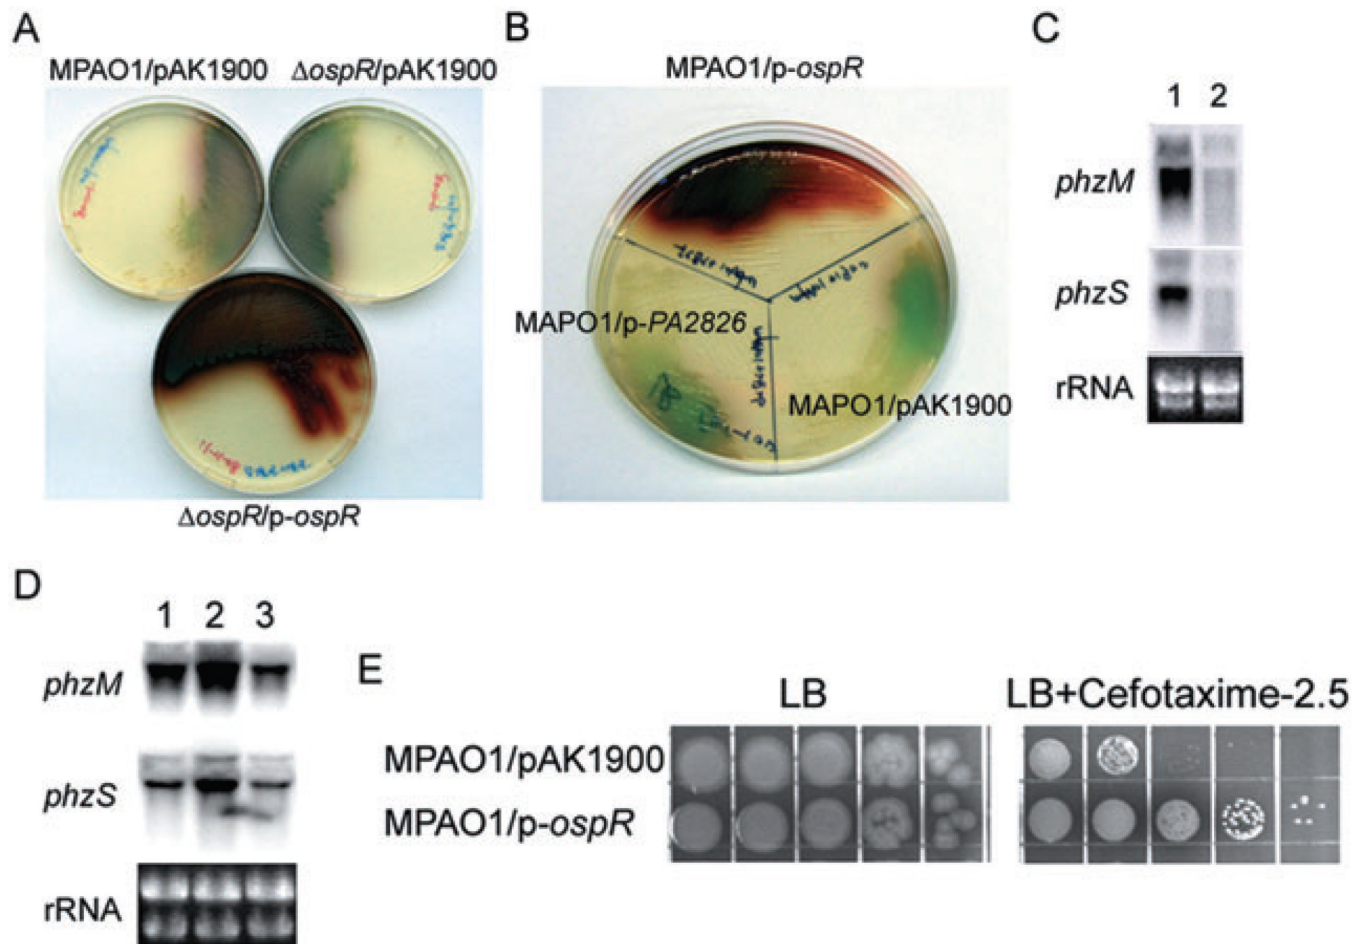 A
MPAO1/pAK1900 ΔospR/pAK1900
ΔospR/p-ospR
B
MPAO1/p-ospR
MAPO1/p-PA2826
MAPO1/pAK1900
C
1 2
phzM
phzS
rRNA
D
1 2 3
phzM
phzS
rRNA
E
LB LB+Cefotaxime-2.5
MPAO1/pAK1900
MPAO1/p-ospR